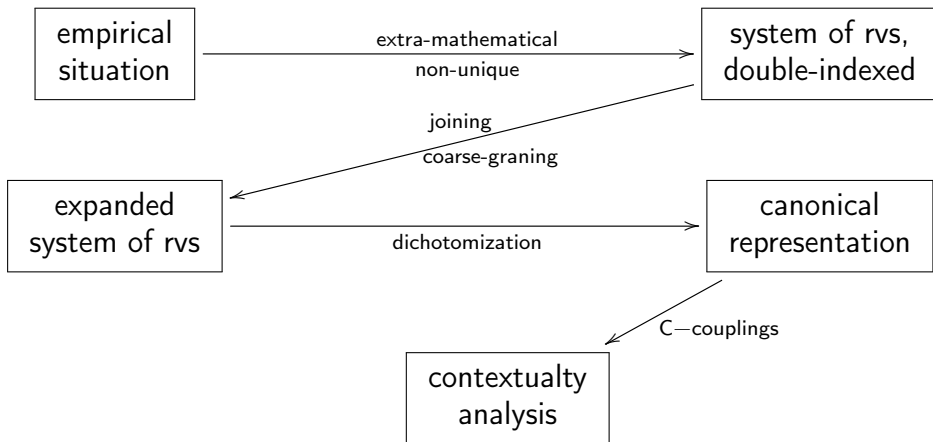 empirical
situation
extra-mathematical
non-unique
system of rvs,
double-indexed
joining
coarse-graning
expanded
system of rvs
dichotomization
canonical
representation
C—couplings
contextualty
analysis